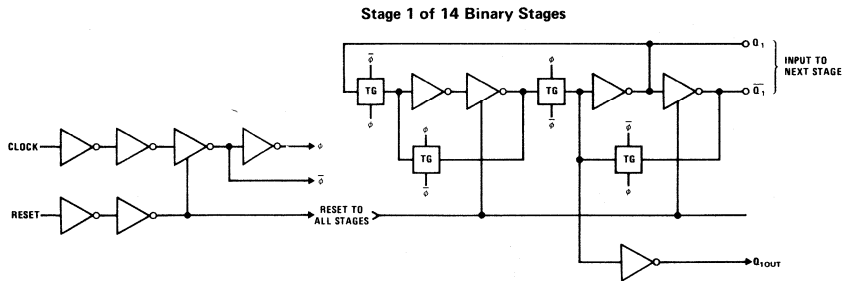 Stage 1 of 14 Binary Stages
ϕ̅
TG
ϕ
ϕ
TG
ϕ̅
ϕ
TG
ϕ̅
ϕ̅
TG
ϕ
Q₁
Q̅₁
INPUT TO
NEXT STAGE
CLOCK
ϕ
ϕ̅
RESET
RESET TO
ALL STAGES
Q₁OUT